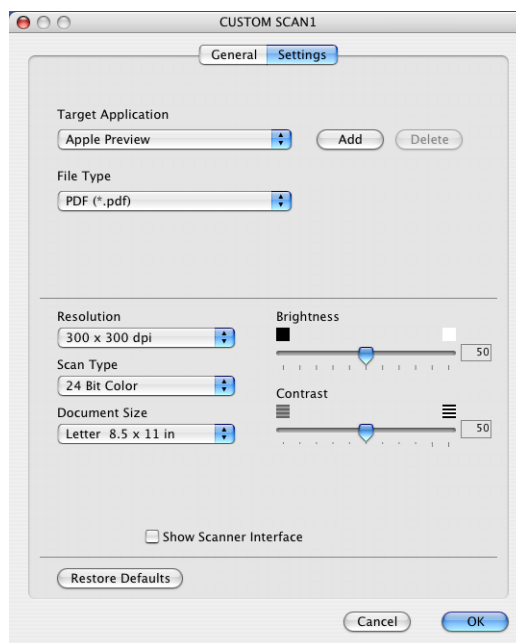 CUSTOM SCAN1
General Settings
Target Application
Apple Preview Add Delete
File Type
PDF (*.pdf)
Resolution
300 x 300 dpi
Scan Type
24 Bit Color
Document Size
Letter 8.5 x 11 in
Brightness
50
Contrast
50
Show Scanner Interface
Restore Defaults
Cancel OK